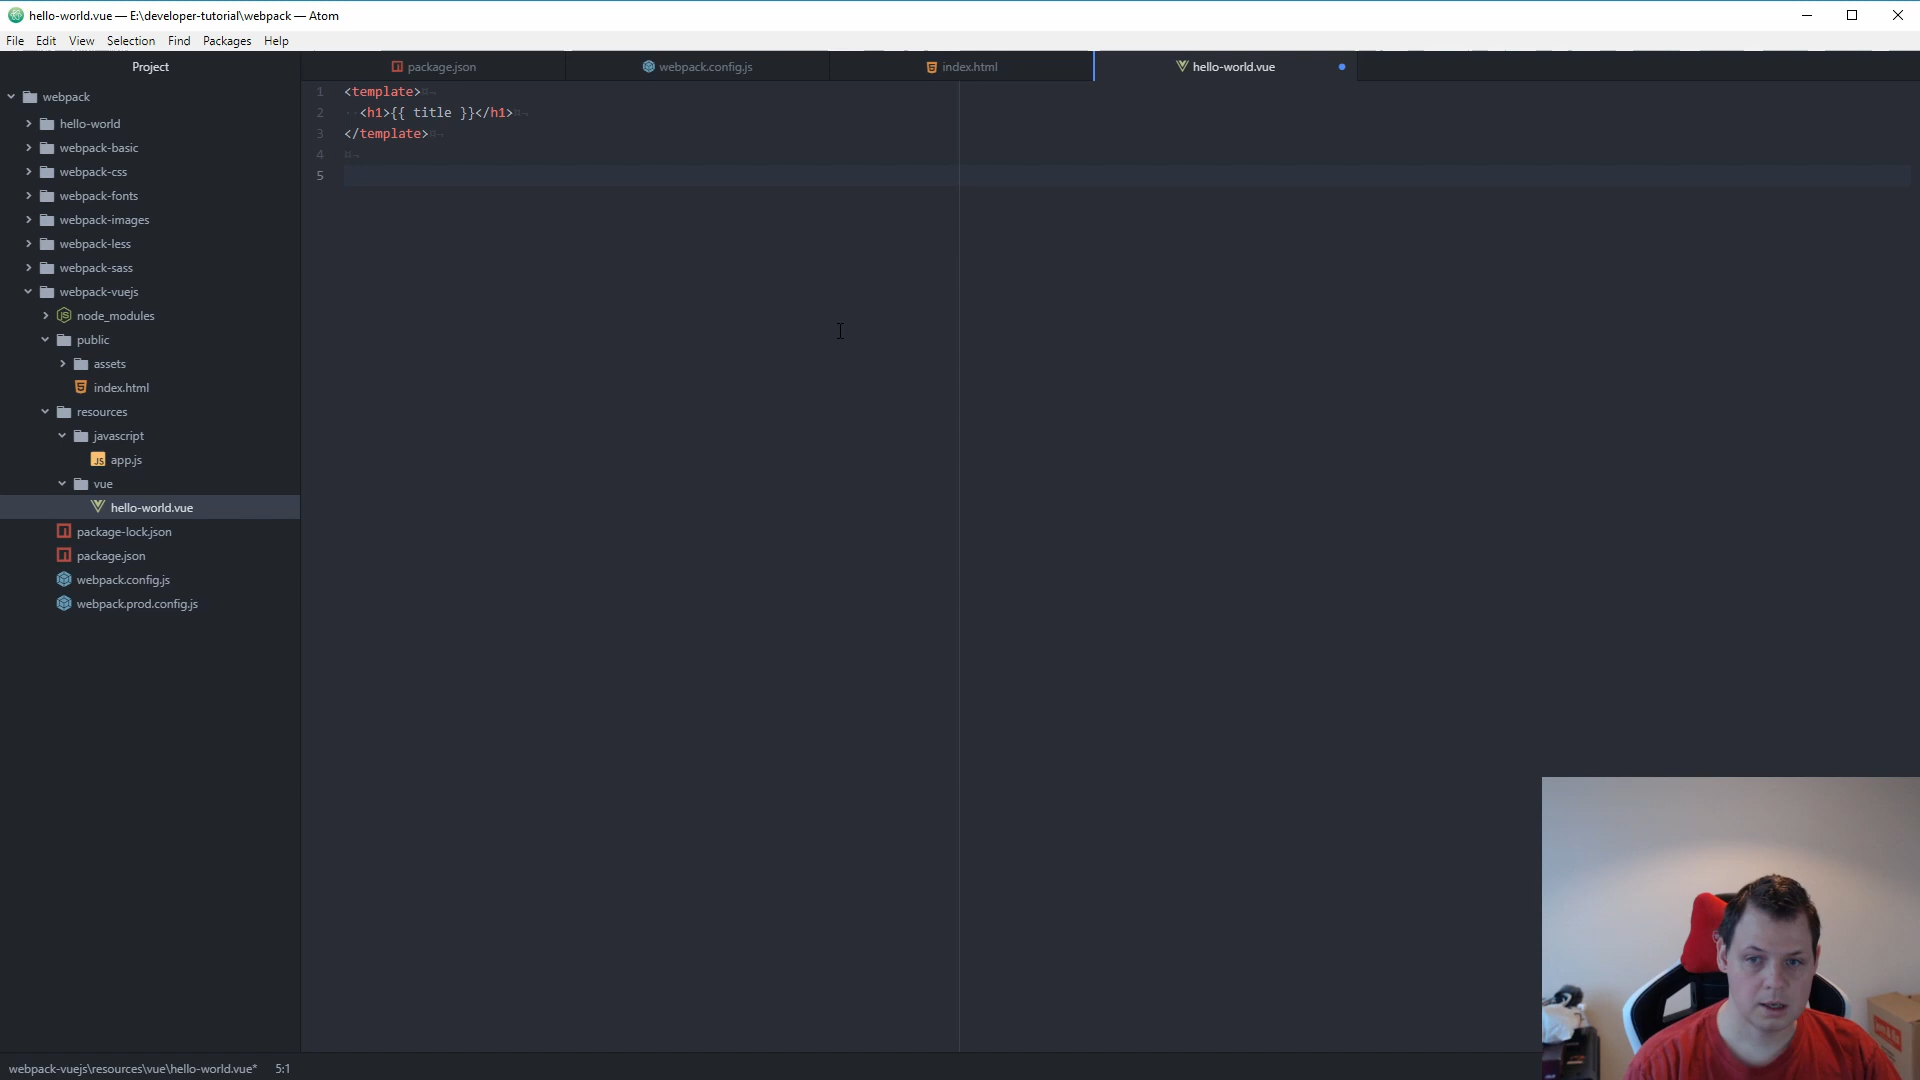 hello-world.vue — E:\developer-tutorial\webpack — Atom
File Edit View Selection Find Packages Help
Project
package.json
webpack.config.js
index.html
hello-world.vue
webpack
hello-world
webpack-basic
webpack-css
webpack-fonts
webpack-images
webpack-less
webpack-sass
webpack-vuejs
node_modules
public
assets
index.html
resources
javascript
app.js
vue
hello-world.vue
package-lock.json
package.json
webpack.config.js
webpack.prod.config.js
1 <template>
2 <h1>{{ title }}</h1>
3 </template>
4
5
webpack-vuejs\resources\vue\hello-world.vue* 5:1